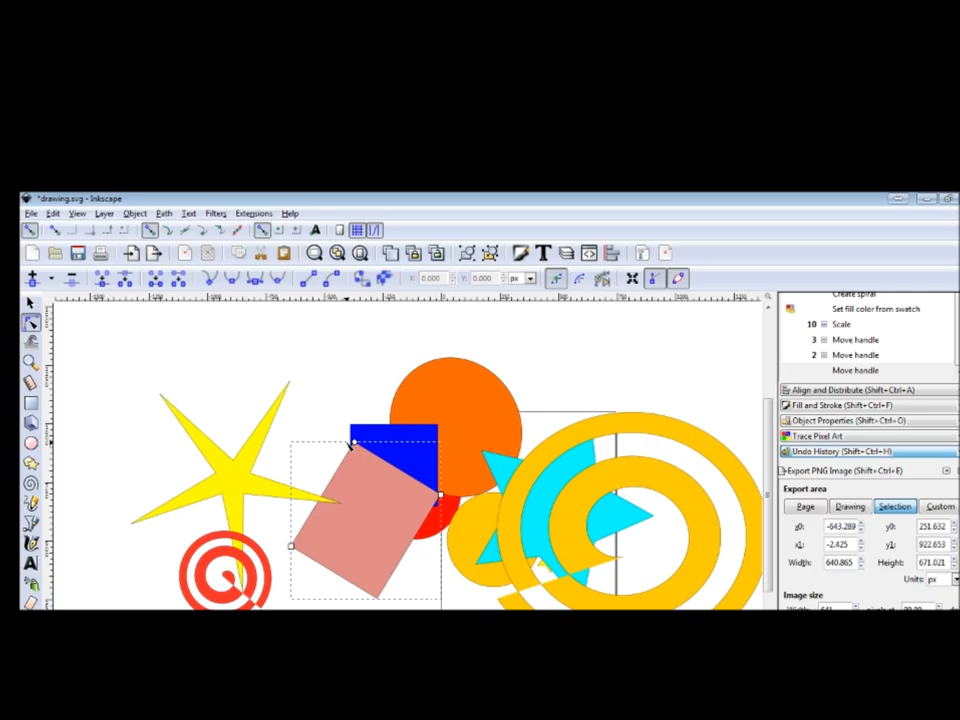 *drawing.svg - Inkscape
File Edit View Layer Object Path Text Filters Extensions Help
X: 0.000 Y: 0.000 px
Create spiral
Set fill color from swatch
10 Scale
3 Move handle
2 Move handle
Move handle
Align and Distribute (Shift+Ctrl+A)
Fill and Stroke (Shift+Ctrl+F)
Object Properties (Shift+Ctrl+O)
Trace Pixel Art
Undo History (Shift+Ctrl+H)
Export PNG Image (Shift+Ctrl+E)
Export area
Page Drawing Selection Custom
x0: -643.289 y0: 251.632
x1: -2.425 y1: 922.653
Width: 640.865 Height: 671.021
Units: px
Image size